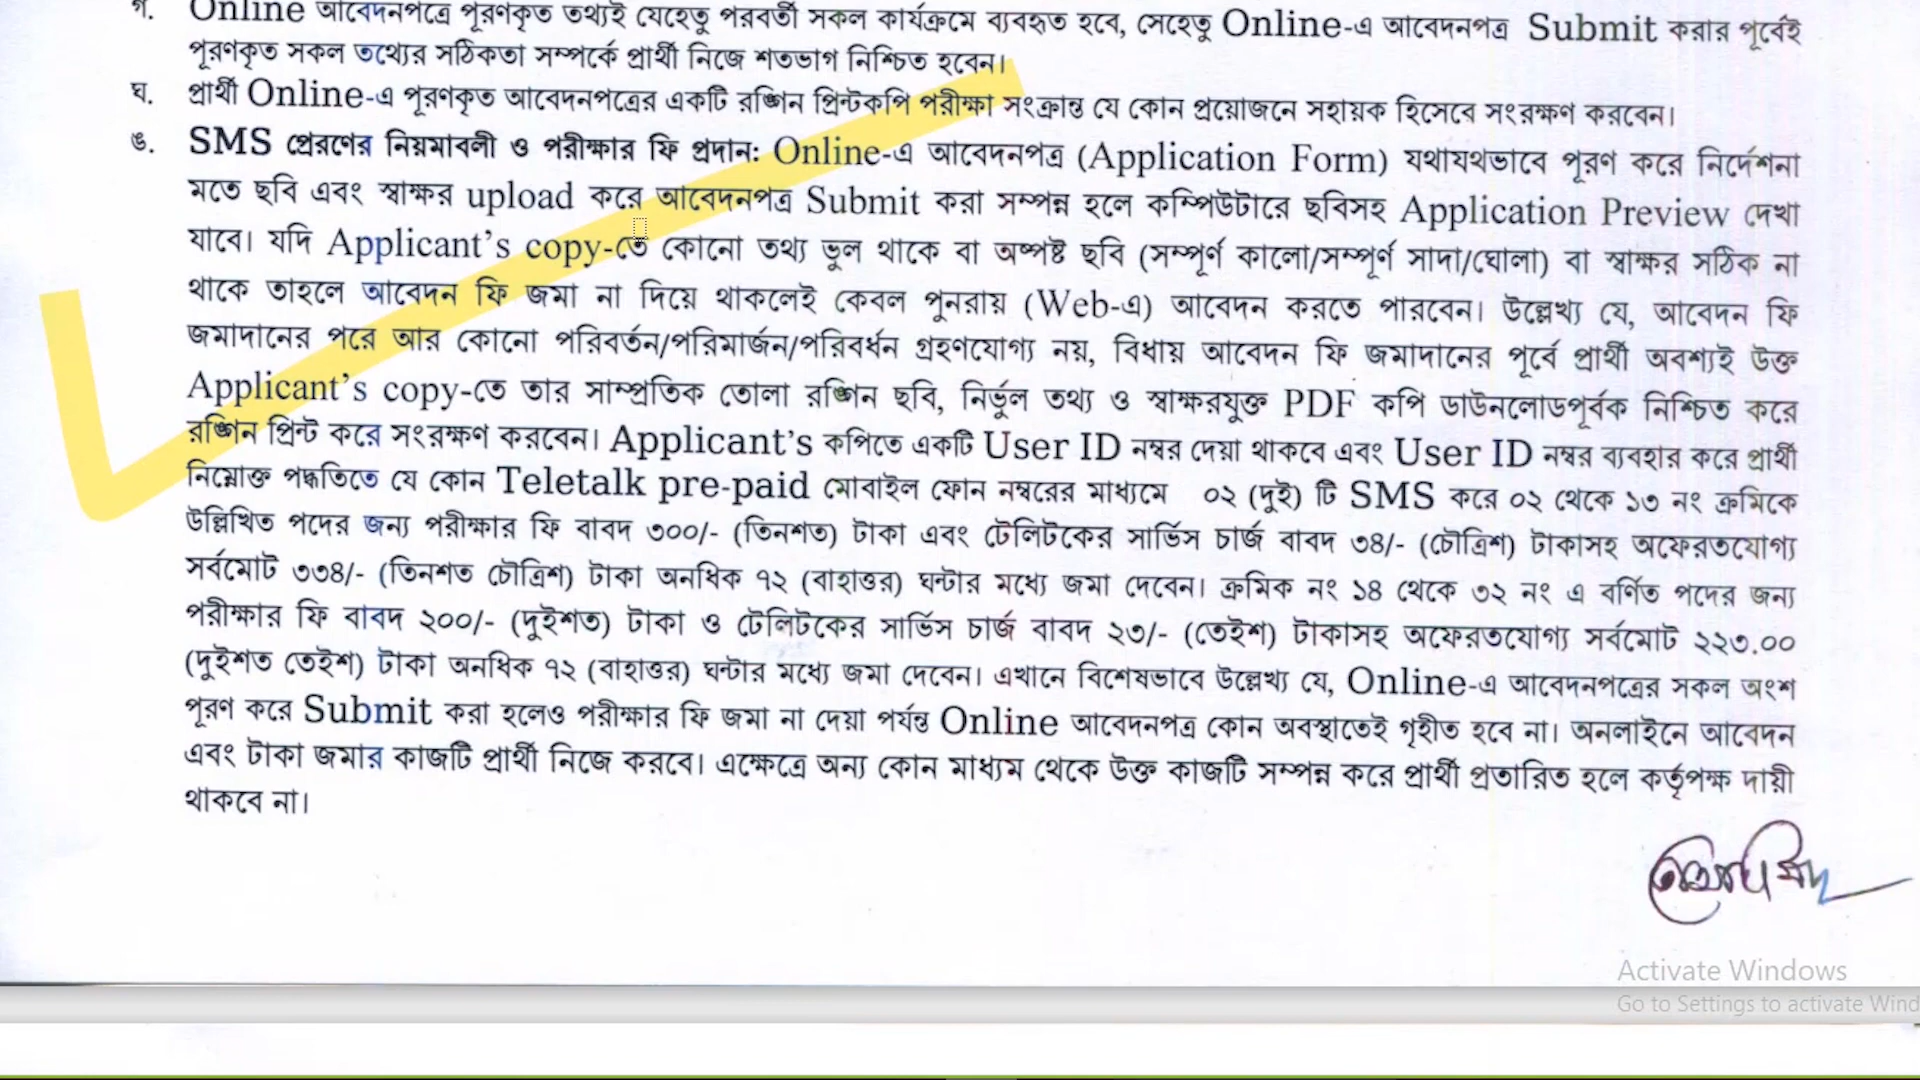 গ. Online আবেদনপত্রে পূরণকৃত তথ্যই যেহেতু পরবর্তী সকল কার্যক্রমে ব্যবহৃত হবে, সেহেতু Online-এ আবেদনপত্র Submit করার পূর্বেই
পূরণকৃত সকল তথ্যের সঠিকতা সম্পর্কে প্রার্থী নিজে শতভাগ নিশ্চিত হবেন।
ঘ. প্রার্থী Online-এ পূরণকৃত আবেদনপত্রের একটি রঙ্গিন প্রিন্টকপি পরীক্ষা সংক্রান্ত যে কোন প্রয়োজনে সহায়ক হিসেবে সংরক্ষণ করবেন।
ঙ. SMS প্রেরণের নিয়মাবলী ও পরীক্ষার ফি প্রদান: Online-এ আবেদনপত্র (Application Form) যথাযথভাবে পূরণ করে নির্দেশনা
মতে ছবি এবং স্বাক্ষর upload করে আবেদনপত্র Submit করা সম্পন্ন হলে কম্পিউটারে ছবিসহ Application Preview দেখা
যাবে। যদি Applicant's copy-তে কোনো তথ্য ভুল থাকে বা অষ্পষ্ট ছবি (সম্পূর্ণ কালো/সম্পূর্ণ সাদা/ঘোলা) বা স্বাক্ষর সঠিক না
থাকে তাহলে আবেদন ফি জমা না দিয়ে থাকলেই কেবল পুনরায় (Web-এ) আবেদন করতে পারবেন। উল্লেখ্য যে, আবেদন ফি
জমাদানের পরে আর কোনো পরিবর্তন/পরিমার্জন/পরিবর্ধন গ্রহণযোগ্য নয়, বিধায় আবেদন ফি জমাদানের পূর্বে প্রার্থী অবশ্যই উক্ত
Applicant's copy-তে তার সাম্প্রতিক তোলা রঙ্গিন ছবি, নির্ভুল তথ্য ও স্বাক্ষরযুক্ত PDF কপি ডাউনলোডপূর্বক নিশ্চিত করে
রঙ্গিন প্রিন্ট করে সংরক্ষণ করবেন। Applicant's কপিতে একটি User ID নম্বর দেয়া থাকবে এবং User ID নম্বর ব্যবহার করে প্রার্থী
নিম্নোক্ত পদ্ধতিতে যে কোন Teletalk pre-paid মোবাইল ফোন নম্বরের মাধ্যমে ০২ (দুই) টি SMS করে ০২ থেকে ১৩ নং ক্রমিকে
উল্লিখিত পদের জন্য পরীক্ষার ফি বাবদ ৩০০/- (তিনশত) টাকা এবং টেলিটকের সার্ভিস চার্জ বাবদ ৩৪/- (চৌত্রিশ) টাকাসহ অফেরতযোগ্য
সর্বমোট ৩৩৪/- (তিনশত চৌত্রিশ) টাকা অনধিক ৭২ (বাহাত্তর) ঘন্টার মধ্যে জমা দেবেন। ক্রমিক নং ১৪ থেকে ৩২ নং এ বর্ণিত পদের জন্য
পরীক্ষার ফি বাবদ ২০০/- (দুইশত) টাকা ও টেলিটকের সার্ভিস চার্জ বাবদ ২৩/- (তেইশ) টাকাসহ অফেরতযোগ্য সর্বমোট ২২৩.০০
(দুইশত তেইশ) টাকা অনধিক ৭২ (বাহাত্তর) ঘন্টার মধ্যে জমা দেবেন। এখানে বিশেষভাবে উল্লেখ্য যে, Online-এ আবেদনপত্রের সকল অংশ
পূরণ করে Submit করা হলেও পরীক্ষার ফি জমা না দেয়া পর্যন্ত Online আবেদনপত্র কোন অবস্থাতেই গৃহীত হবে না। অনলাইনে আবেদন
এবং টাকা জমার কাজটি প্রার্থী নিজে করবে। এক্ষেত্রে অন্য কোন মাধ্যম থেকে উক্ত কাজটি সম্পন্ন করে প্রার্থী প্রতারিত হলে কর্তৃপক্ষ দায়ী
থাকবে না।
Activate Windows
Go to Settings to activate Wind